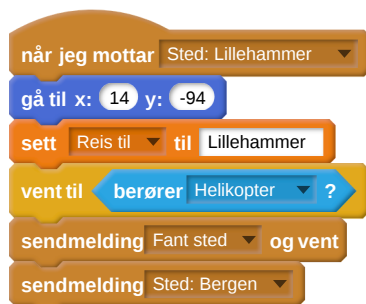 når jeg mottar Sted: Lillehammer
gå til x: 14 y: -94
sett Reis til til Lillehammer
vent til berører Helikopter ?
sendmelding Fant sted og vent
sendmelding Sted: Bergen